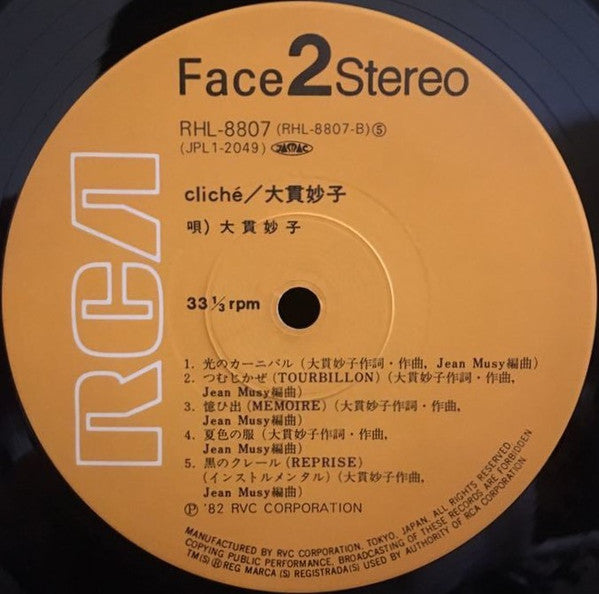 Face 2 Stereo
RHL-8807 (RHL-8807-B)⑤
(JPL1-2049) JASRAC
cliché／大貫妙子
唄) 大貫妙子
RCA
33 1/3 rpm
1. 光のカーニバル (大貫妙子作詞・作曲, Jean Musy編曲)
2. つむじかぜ (TOURBILLON) (大貫妙子作詞・作曲,
Jean Musy編曲)
3. 憶ひ出 (MEMOIRE) (大貫妙子作詞・作曲,
Jean Musy編曲)
4. 夏色の服 (大貫妙子作詞・作曲,
Jean Musy編曲)
5. 黒のクレール (REPRISE)
(インストルメンタル) (大貫妙子作曲,
Jean Musy編曲)
Ⓟ '82 RVC CORPORATION
MANUFACTURED BY RVC CORPORATION, TOKYO, JAPAN. ALL RIGHTS RESERVED
COPYING PUBLIC PERFORMANCE, BROADCASTING OF THESE RECORDS ARE FORBIDDEN
TM(S) ® REG MARCA (S) REGISTRADA(S) USED BY AUTHORITY OF RCA CORPORATION